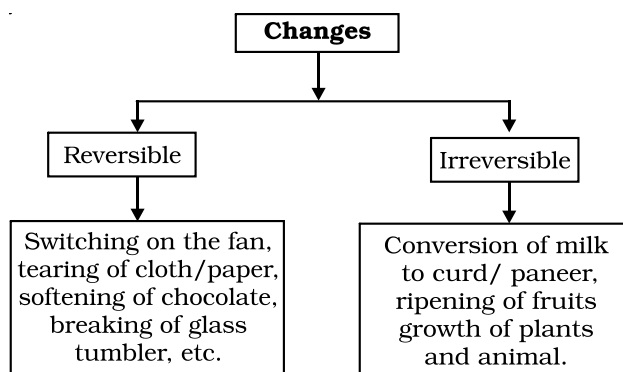 Changes
Reversible
Irreversible
Switching on the fan,
tearing of cloth/paper,
softening of chocolate,
breaking of glass
tumbler, etc.
Conversion of milk
to curd/ paneer,
ripening of fruits
growth of plants
and animal.